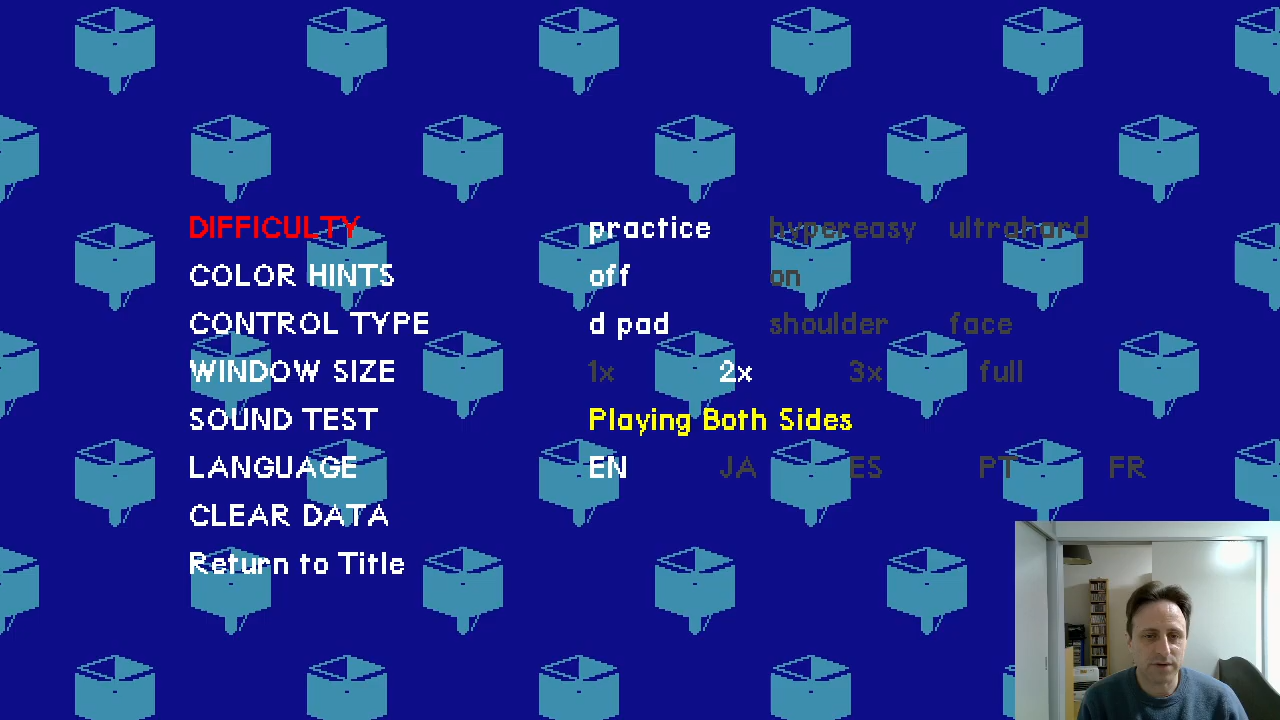 DIFFICULTY practice hypereasy ultrahard
COLOR HINTS off on
CONTROL TYPE d pad shoulder face
WINDOW SIZE 1x 2x 3x full
SOUND TEST Playing Both Sides
LANGUAGE EN JA ES PT FR
CLEAR DATA
Return to Title